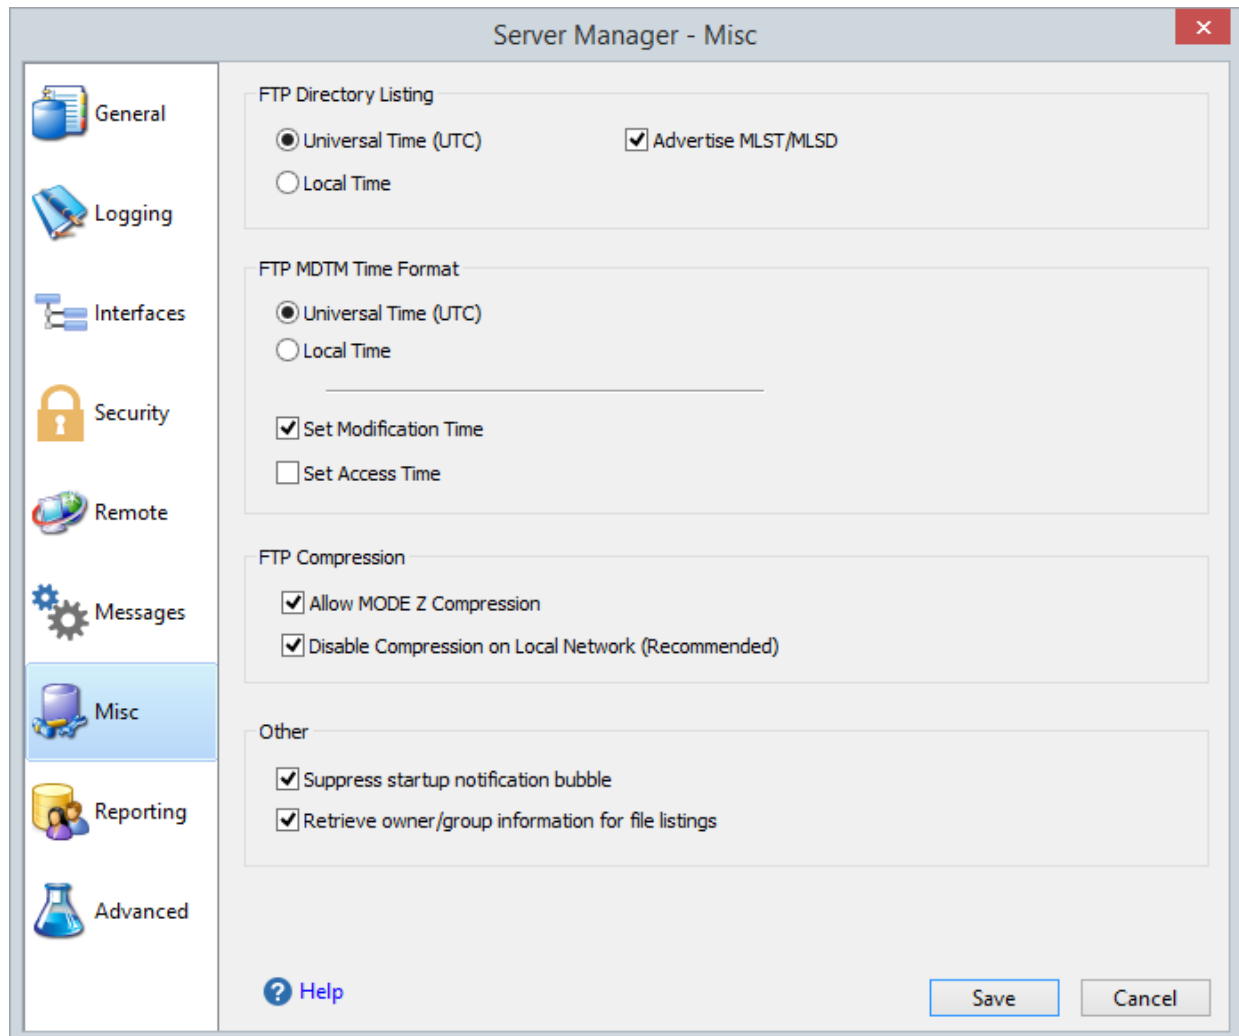 Server Manager - Misc
General
Logging
Interfaces
Security
Remote
Messages
Misc
Reporting
Advanced
FTP Directory Listing
Universal Time (UTC)
Advertise MLST/MLSD
Local Time
FTP MDTM Time Format
Universal Time (UTC)
Local Time
Set Modification Time
Set Access Time
FTP Compression
Allow MODE Z Compression
Disable Compression on Local Network (Recommended)
Other
Suppress startup notification bubble
Retrieve owner/group information for file listings
Help
Save
Cancel